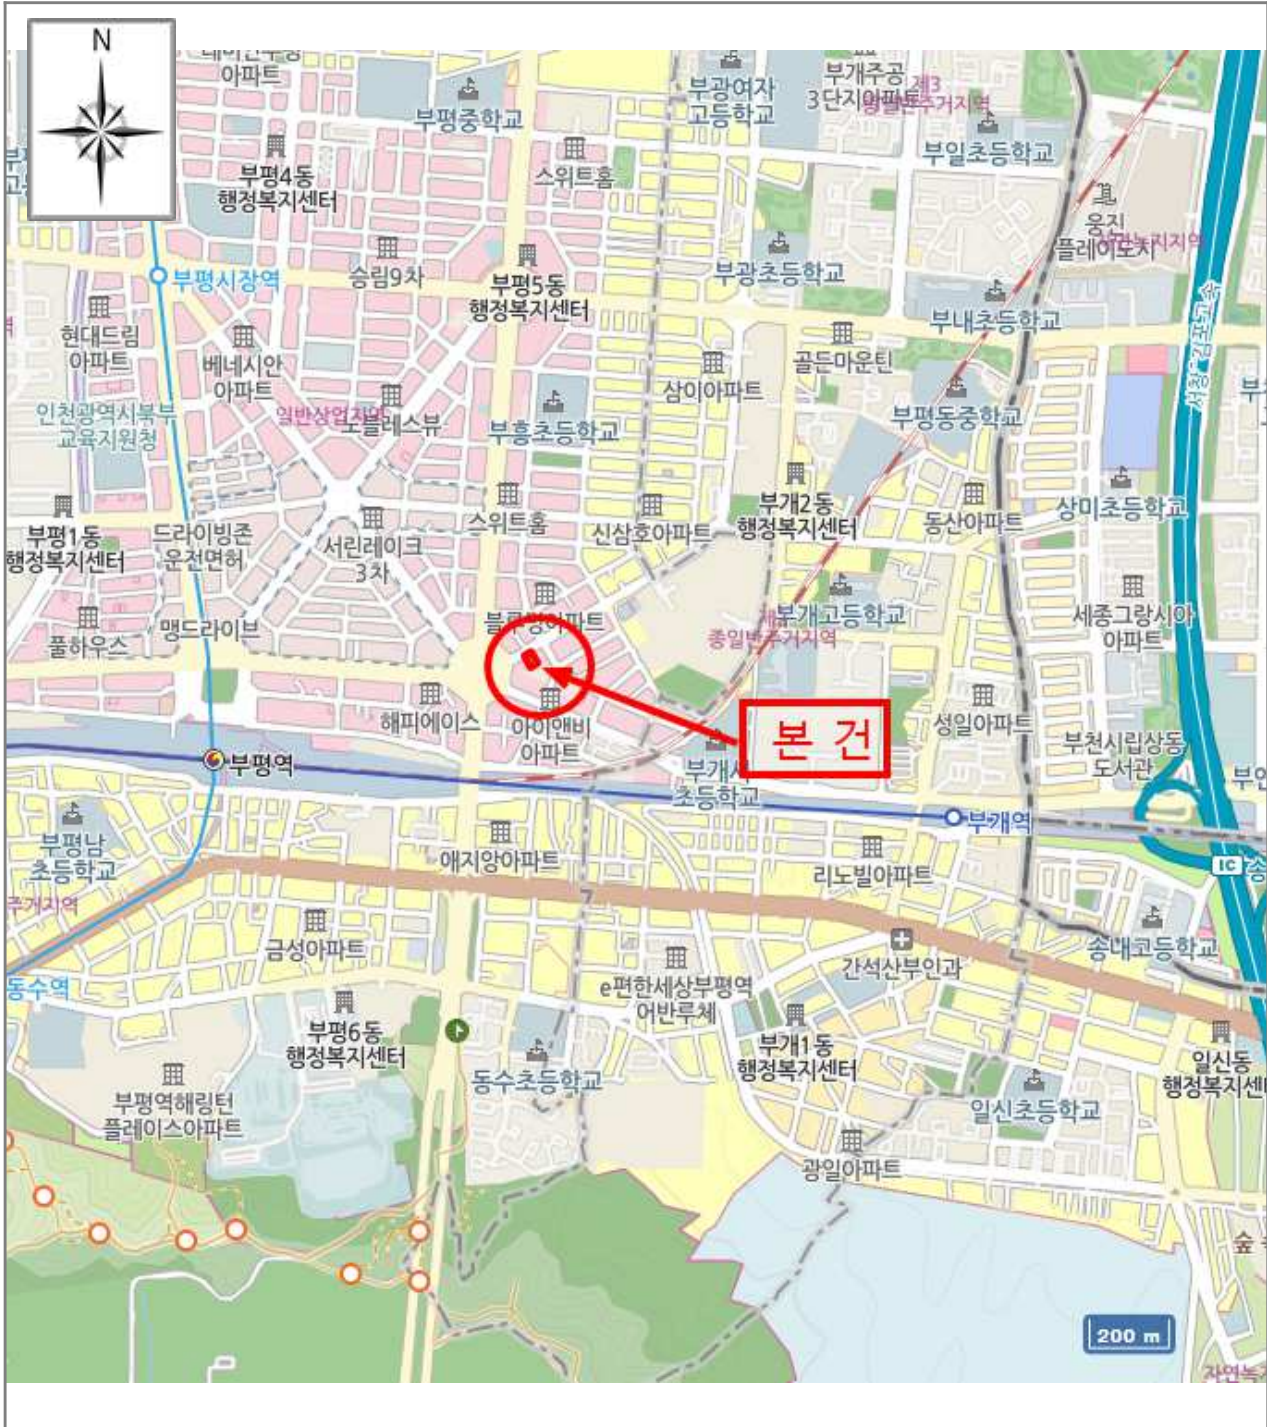 N
아파트
부평중학교
부광여자
고등학교
부개주공
3단지아파트
제3
부일초등학교
부평4동
행정복지센터
스위트홈
웅진
플레이도시
부평시장역
승림9차
부평5동
행정복지센터
부광초등학교
부내초등학교
서창~김포고속
현대드림
아파트
베네시안
아파트
삼이아파트
골든마운틴
인천광역시북부
교육지원청
일반상업지역
노블레스뷰
부흥초등학교
부평동중학교
부평1동
행정복지센터
드라이빙존
운전면허
서린레이크
3차
스위트홈
신삼호아파트
부개2동
행정복지센터
동산아파트
상미초등학교
풀하우스
맹드라이브
부개고등학교
종일반주거지역
세종그랑시아
아파트
해피에이스
아이앤비
아파트
본 건
성일아파트
부천시립상동
도서관
부평역
부개서
초등학교
부개역
부평남
초등학교
애지앙아파트
리노빌아파트
IC
주거지역
금성아파트
간석산부인과
송내고등학교
동수역
e편한세상부평역
어반루체
부평6동
행정복지센터
부개1동
행정복지센터
일신동
행정복지센
동수초등학교
부평역해링턴
플레이스아파트
일신초등학교
광일아파트
숲
200 m
자연녹